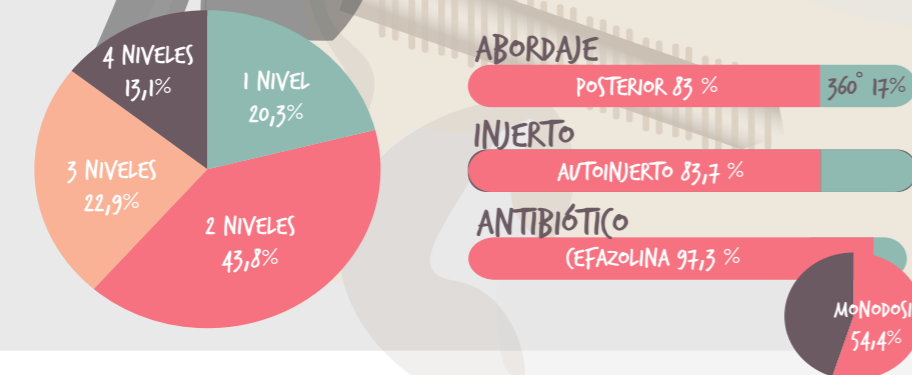 4 NIVELES
13,1%
1 NIVEL
20,3%
3 NIVELES
22,9%
2 NIVELES
43,8%
ABORDAJE
POSTERIOR 83 %
360° 17%
INJERTO
AUTOINJERTO 83,7 %
ANTIBIÓTICO
CEFAZOLINA 97,3 %
MONODOSI
54,4%